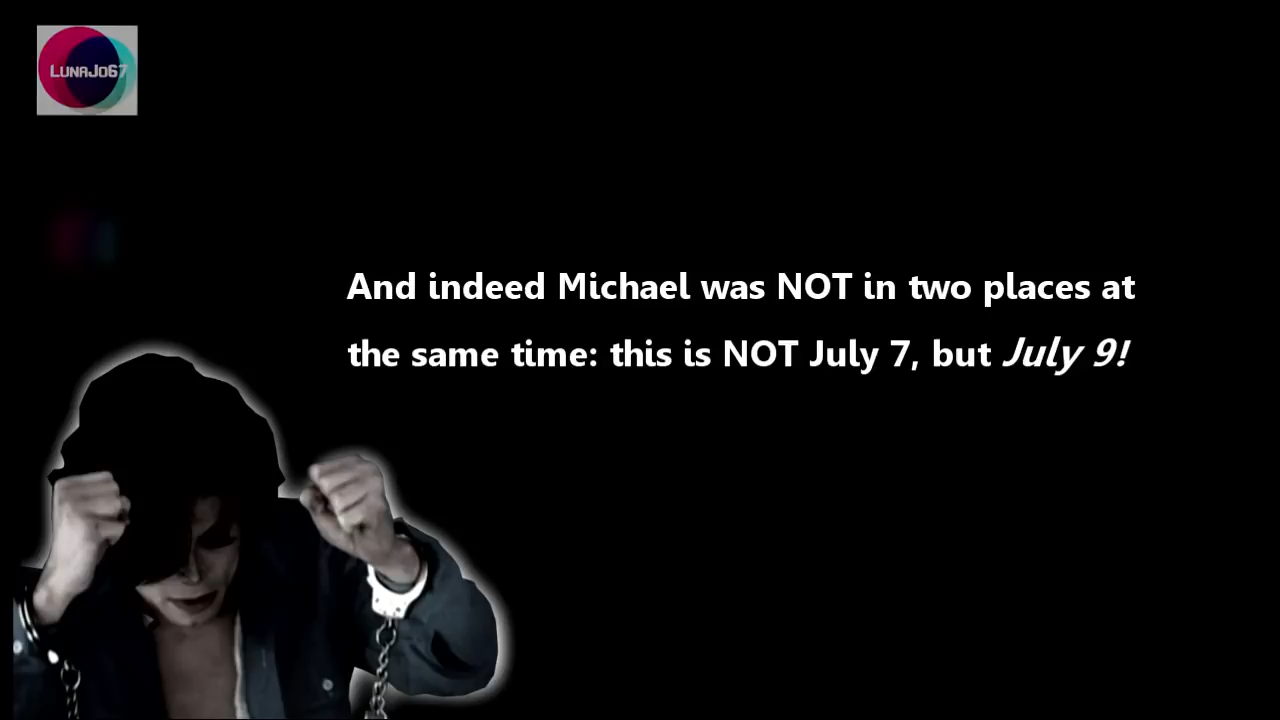 LUNAJO67
And indeed Michael was NOT in two places at
the same time: this is NOT July 7, but July 9!